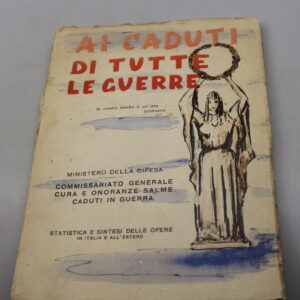 AI CADUTI
DI TUTTE
LE GUERRE
MINISTERO DELLA DIFESA
COMMISSARIATO GENERALE
CURA E ONORANZE SALME
CADUTI IN GUERRA
STATISTICA E SINTESI DELLE OPERE
IN ITALIA E ALL'ESTERO